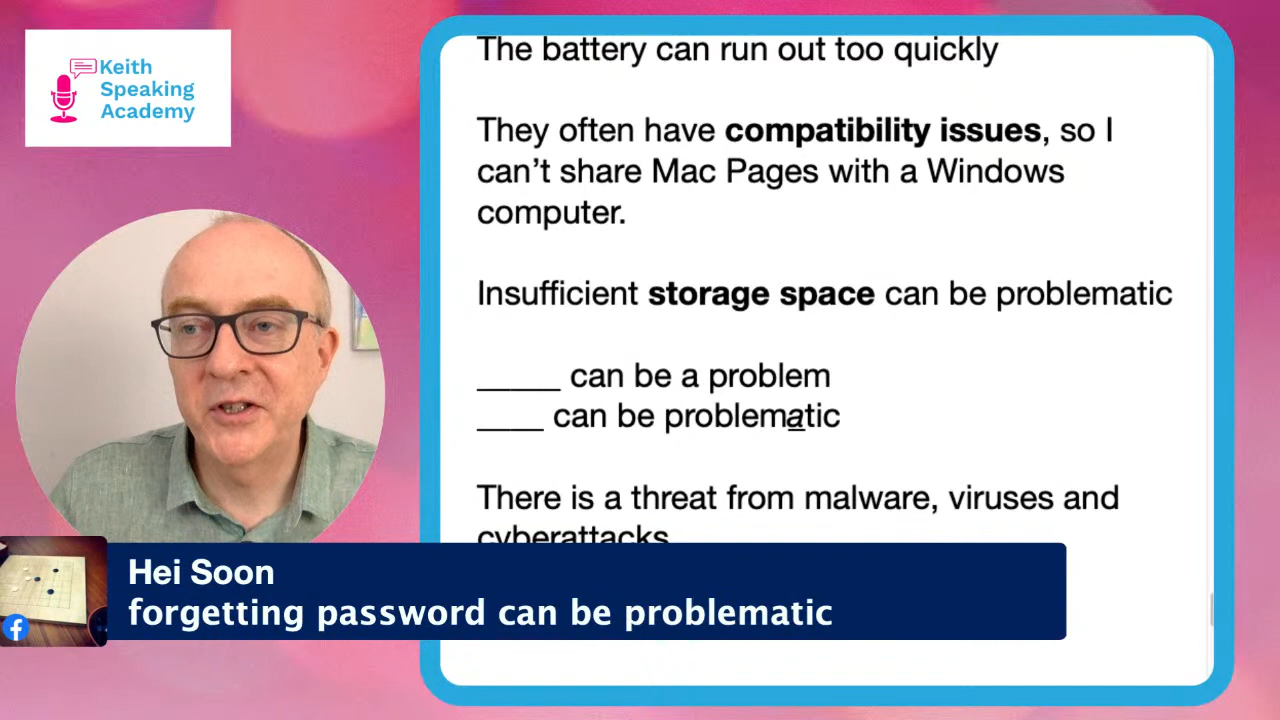 Keith
Speaking
Academy
The battery can run out too quickly
They often have compatibility issues, so I
can't share Mac Pages with a Windows
computer.
Insufficient storage space can be problematic
_____ can be a problem
____ can be problematic
There is a threat from malware, viruses and
cyberattacks
Hei Soon
forgetting password can be problematic